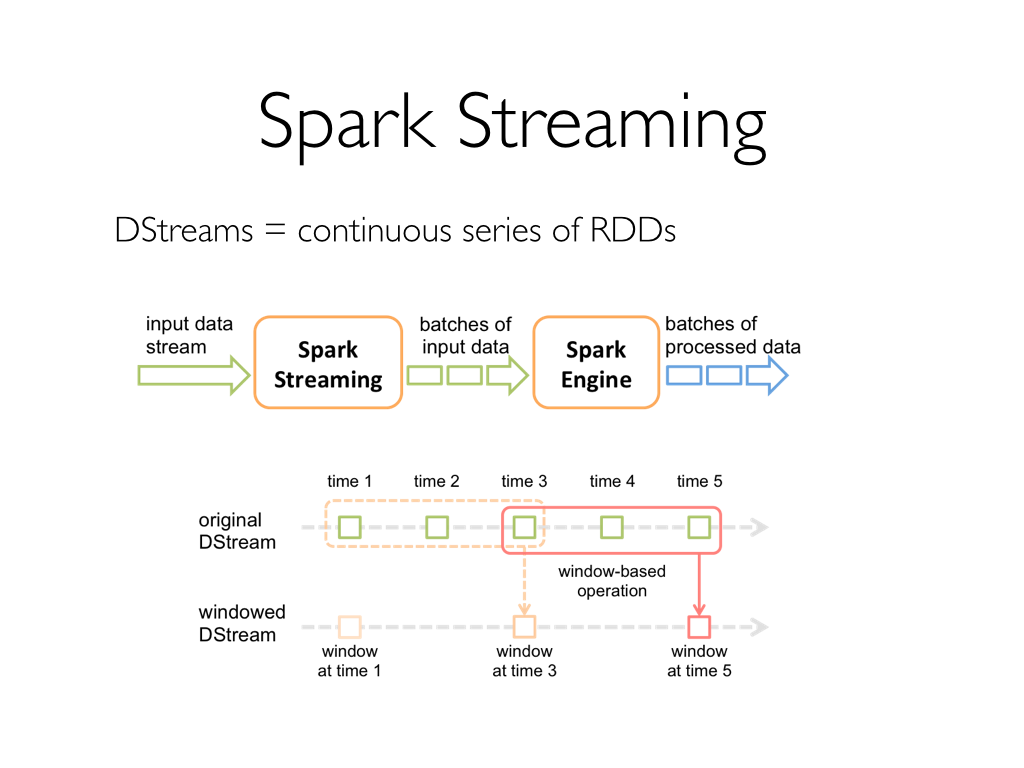 Spark Streaming
DStreams = continuous series of RDDs
input data
stream
Spark
Streaming
batches of
input data
Spark
Engine
batches of
processed data
time 1
time 2
time 3
time 4
time 5
original
DStream
window-based
operation
windowed
DStream
window
at time 1
window
at time 3
window
at time 5